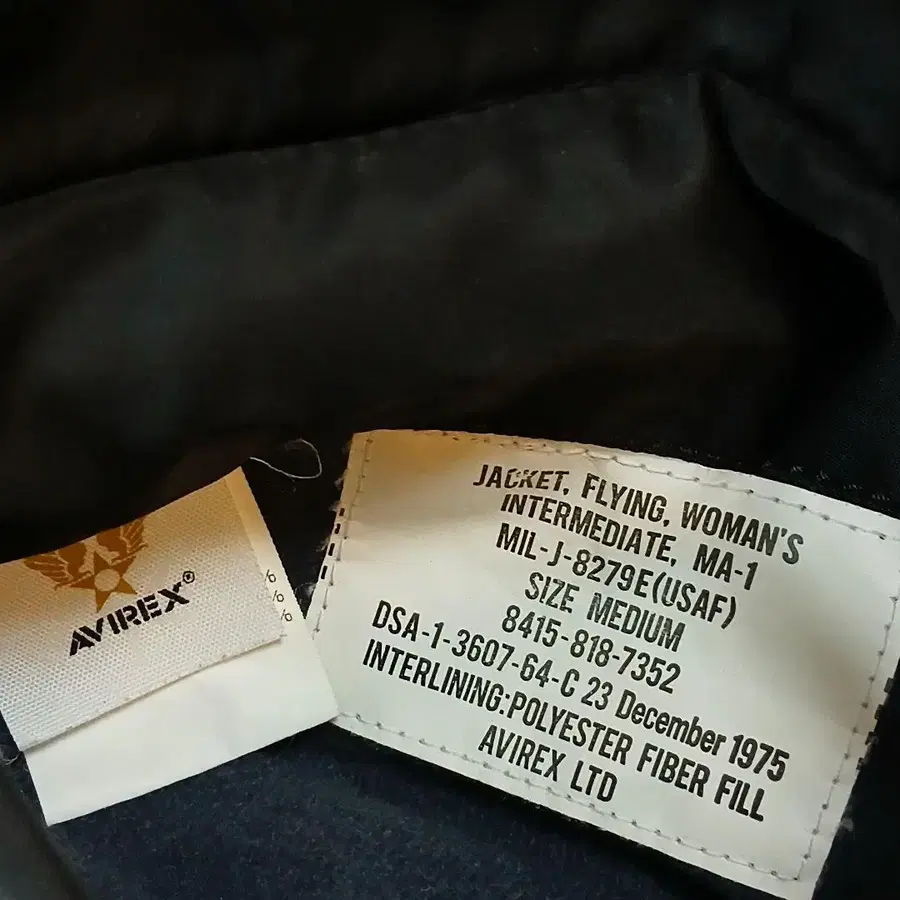 JACKET, FLYING, WOMAN'S
INTERMEDIATE, MA-1
MIL-J-8279E(USAF)
SIZE MEDIUM
8415-818-7352
DSA-1-3607-64-C 23 December 1975
INTERLINING:POLYESTER FIBER FILL
AVIREX LTD
AVIREX®
%
%
%